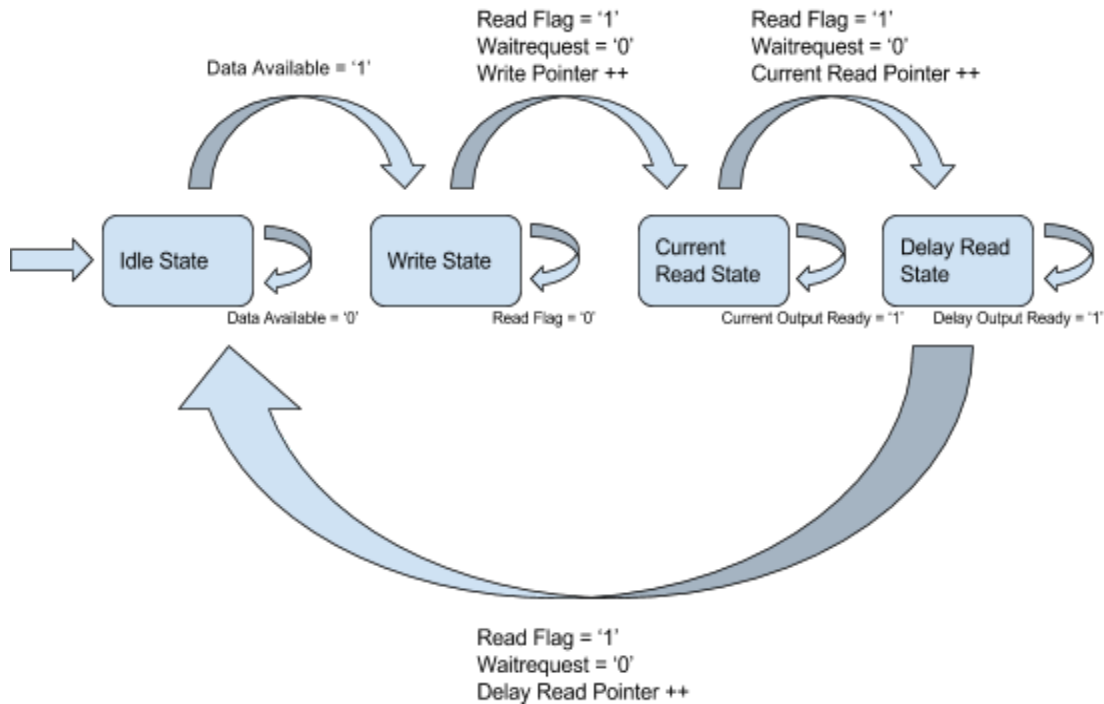 Read Flag = ‘1’
Waitrequest = ‘0’
Write Pointer ++
Read Flag = ‘1’
Waitrequest = ‘0’
Current Read Pointer ++
Data Available = ‘1’
Idle State
Write State
Current
Read State
Delay Read
State
Data Available = ‘0’
Read Flag = ‘0’
Current Output Ready = ‘1’
Delay Output Ready = ‘1’
Read Flag = ‘1’
Waitrequest = ‘0’
Delay Read Pointer ++